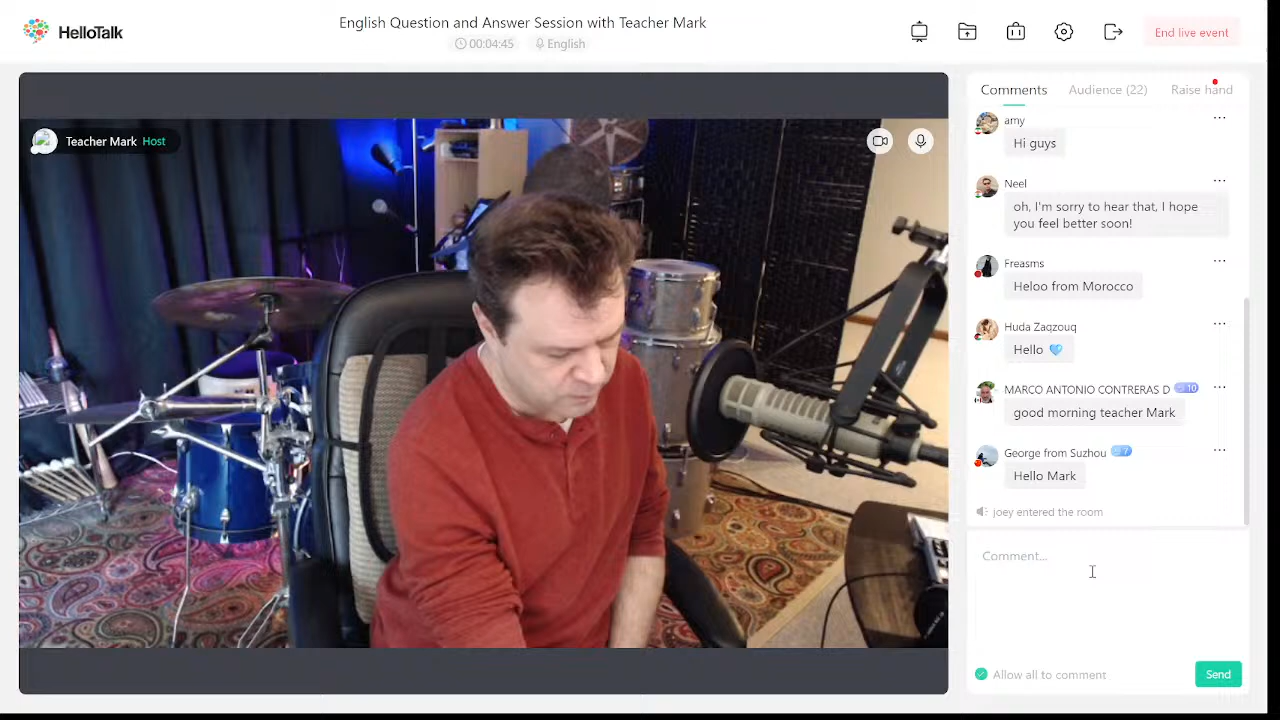 HelloTalk
English Question and Answer Session with Teacher Mark
00:04:45 English
End live event
Teacher Mark Host
Comments Audience (22) Raise hand
amy
Hi guys
Neel
oh, I'm sorry to hear that, I hope
you feel better soon!
Freasms
Heloo from Morocco
Huda Zaqzouq
Hello 💙
MARCO ANTONIO CONTRERAS D 10
good morning teacher Mark
George from Suzhou 7
Hello Mark
joey entered the room
Comment...
Allow all to comment
Send